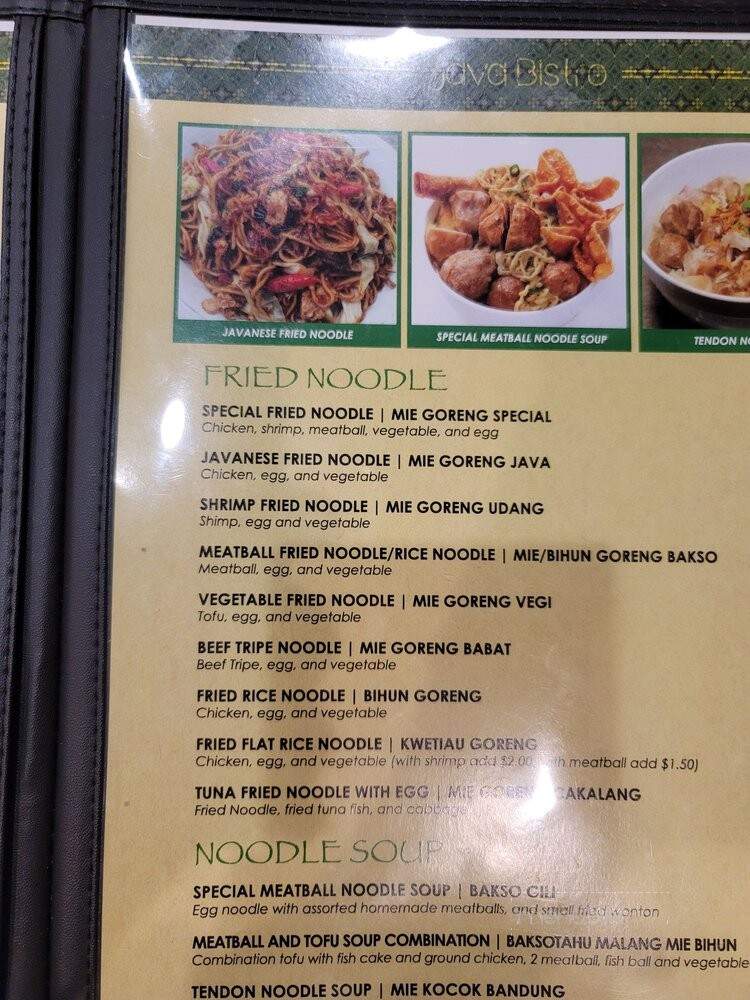 Java Bistro
JAVANESE FRIED NOODLE
SPECIAL MEATBALL NOODLE SOUP
TENDON
FRIED NOODLE
SPECIAL FRIED NOODLE | MIE GORENG SPECIAL
Chicken, shrimp, meatball, vegetable, and egg
JAVANESE FRIED NOODLE | MIE GORENG JAVA
Chicken, egg, and vegetable
SHRIMP FRIED NOODLE | MIE GORENG UDANG
Shimp, egg and vegetable
MEATBALL FRIED NOODLE/RICE NOODLE | MIE/BIHUN GORENG BAKSO
Meatball, egg, and vegetable
VEGETABLE FRIED NOODLE | MIE GORENG VEGI
Tofu, egg, and vegetable
BEEF TRIPE NOODLE | MIE GORENG BABAT
Beef Tripe, egg, and vegetable
FRIED RICE NOODLE | BIHUN GORENG
Chicken, egg, and vegetable
FRIED FLAT RICE NOODLE | KWETIAU GORENG
Chicken, egg, and vegetable (with shrimp add $2.00, with meatball add $1.50)
TUNA FRIED NOODLE WITH EGG | MIE GORENG CAKALANG
Fried Noodle, fried tuna fish, and cabbage
NOODLE SOUP
SPECIAL MEATBALL NOODLE SOUP | BAKSO
Egg noodle with assorted homemade meatballs, and small fried wonton
MEATBALL AND TOFU SOUP COMBINATION | BAKSOTAHU MALANG MIE BIHUN
Combination tofu with fish cake and ground chicken, 2 meatball, fish ball and vegetable
TENDON NOODLE SOUP | MIE KOCOK BANDUNG